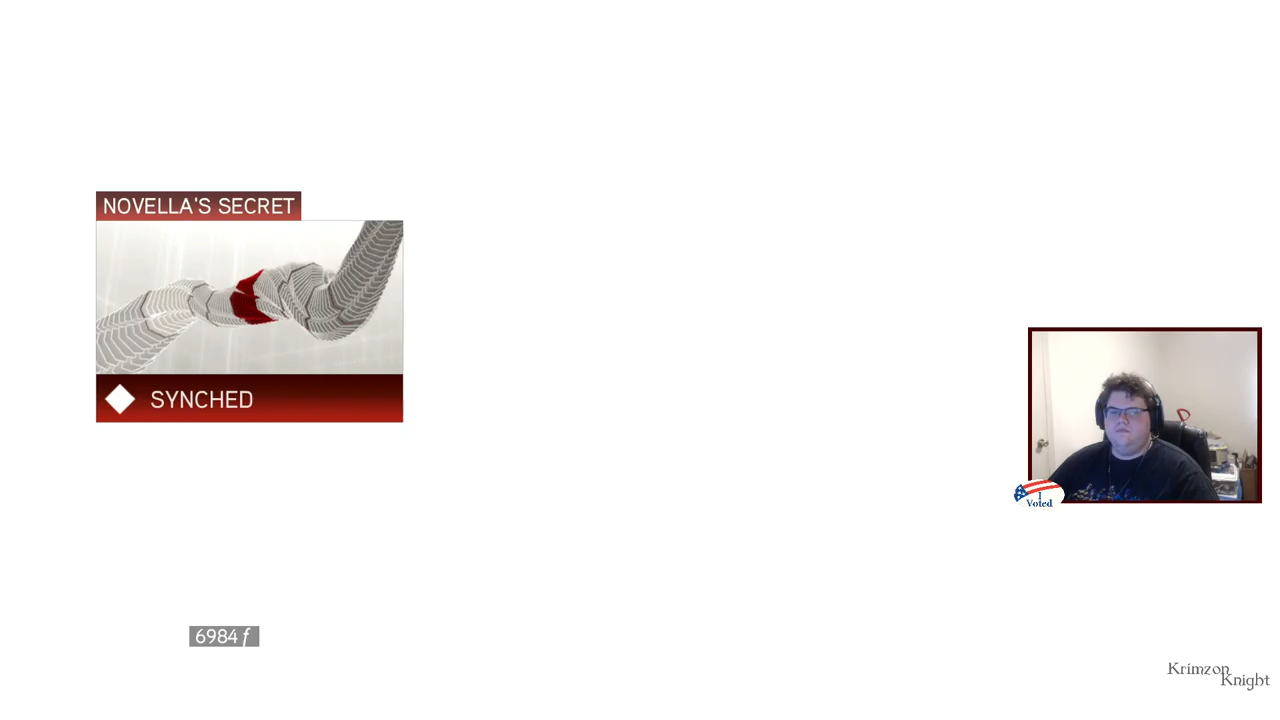 NOVELLA'S SECRET
SYNCHED
I
Voted
6984 ƒ
Krimzon
Knight